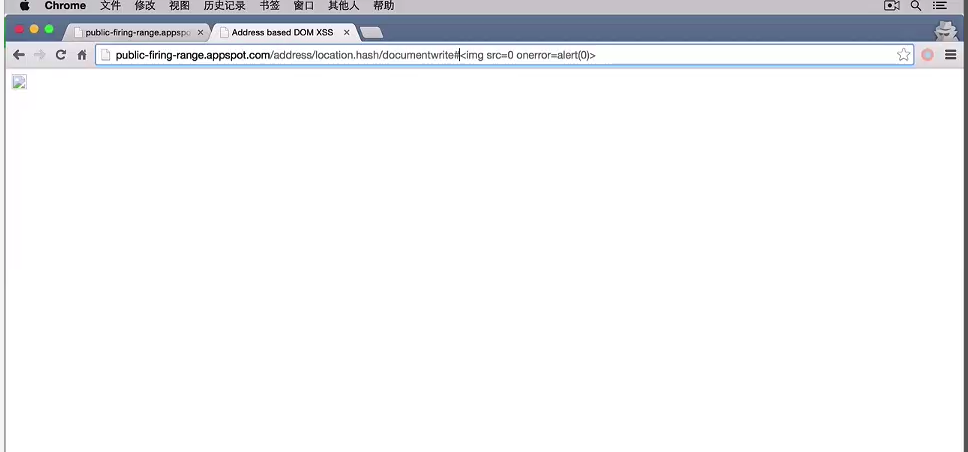 Chrome 文件 修改 视图 历史记录 书签 窗口 其他人 帮助
public-firing-range.appspo Address based DOM XSS
public-firing-range.appspot.com/address/location.hash/documentwrite#<img src=0 onerror=alert(0)>